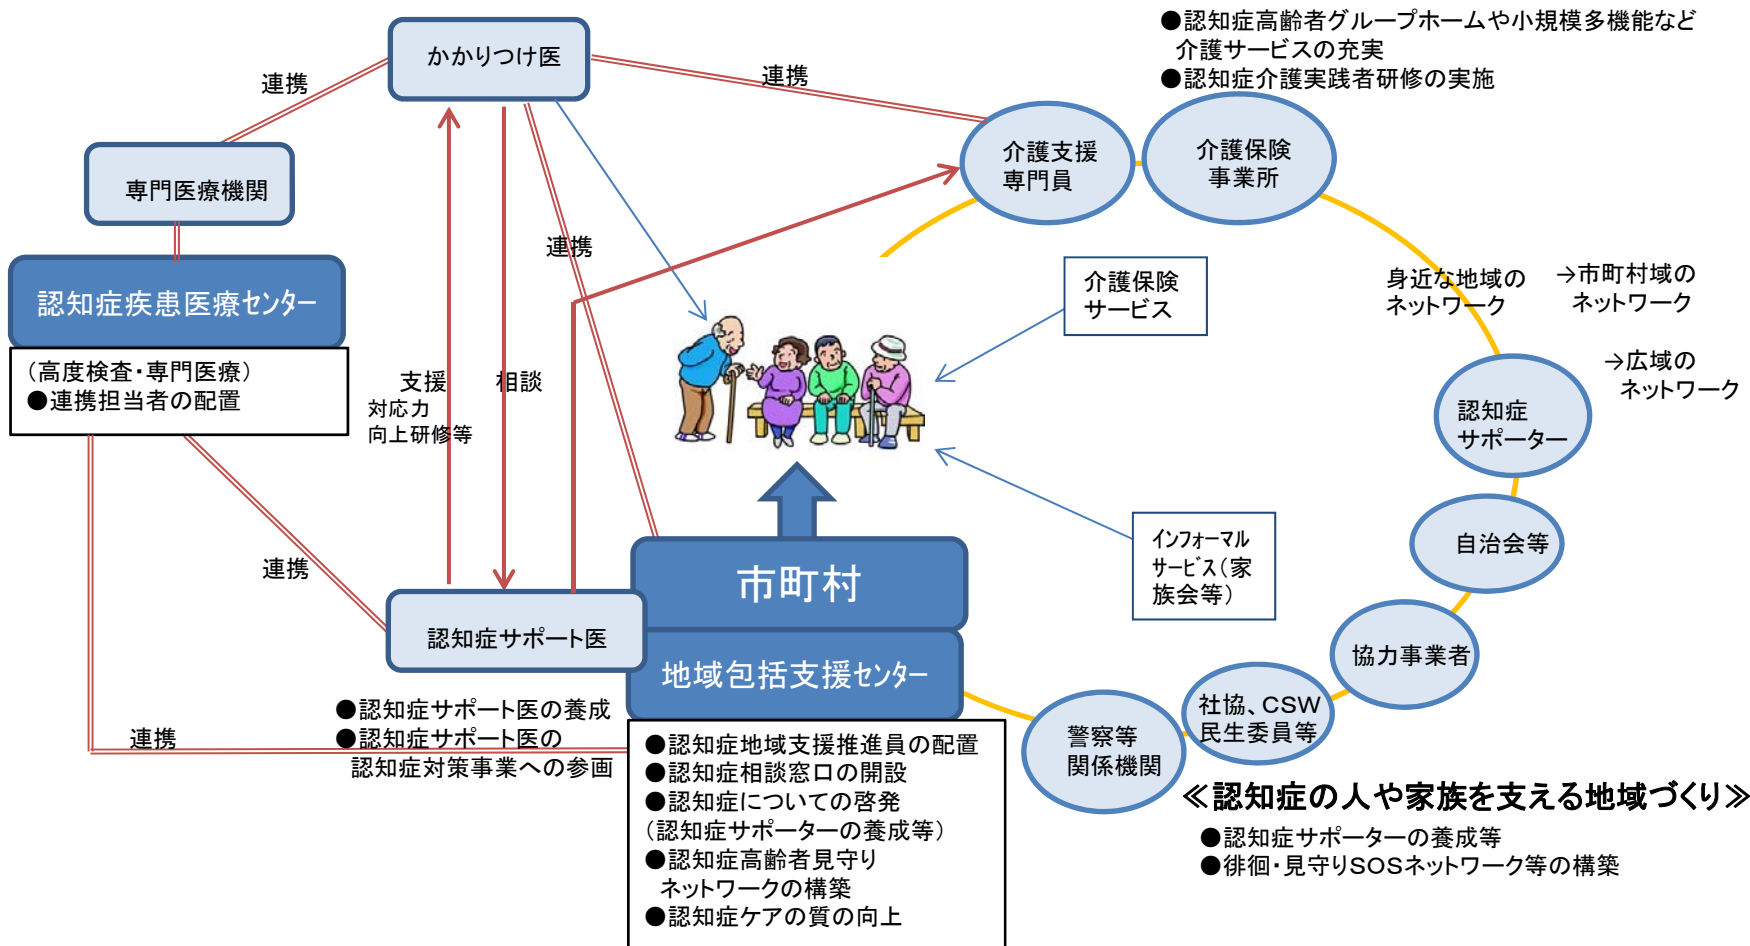 ●認知症高齢者グループホームや小規模多機能など
介護サービスの充実
●認知症介護実践者研修の実施
かかりつけ医
連携
連携
専門医療機関
介護支援
専門員
介護保険
事業所
連携
認知症疾患医療センター
(高度検査・専門医療)
●連携担当者の配置
支援
対応力
向上研修等
相談
介護保険
サービス
身近な地域の
ネットワーク
→市町村域の
ネットワーク
→広域の
ネットワーク
認知症
サポーター
インフォーマル
サービス(家
族会等)
自治会等
連携
市町村
認知症サポート医
地域包括支援センター
協力事業者
社協、CSW
民生委員等
警察等
関係機関
連携
●認知症サポート医の養成
●認知症サポート医の
認知症対策事業への参画
●認知症地域支援推進員の配置
●認知症相談窓口の開設
●認知症についての啓発
(認知症サポーターの養成等)
●認知症高齢者見守り
ネットワークの構築
●認知症ケアの質の向上
≪認知症の人や家族を支える地域づくり≫
●認知症サポーターの養成等
●徘徊・見守りSOSネットワーク等の構築